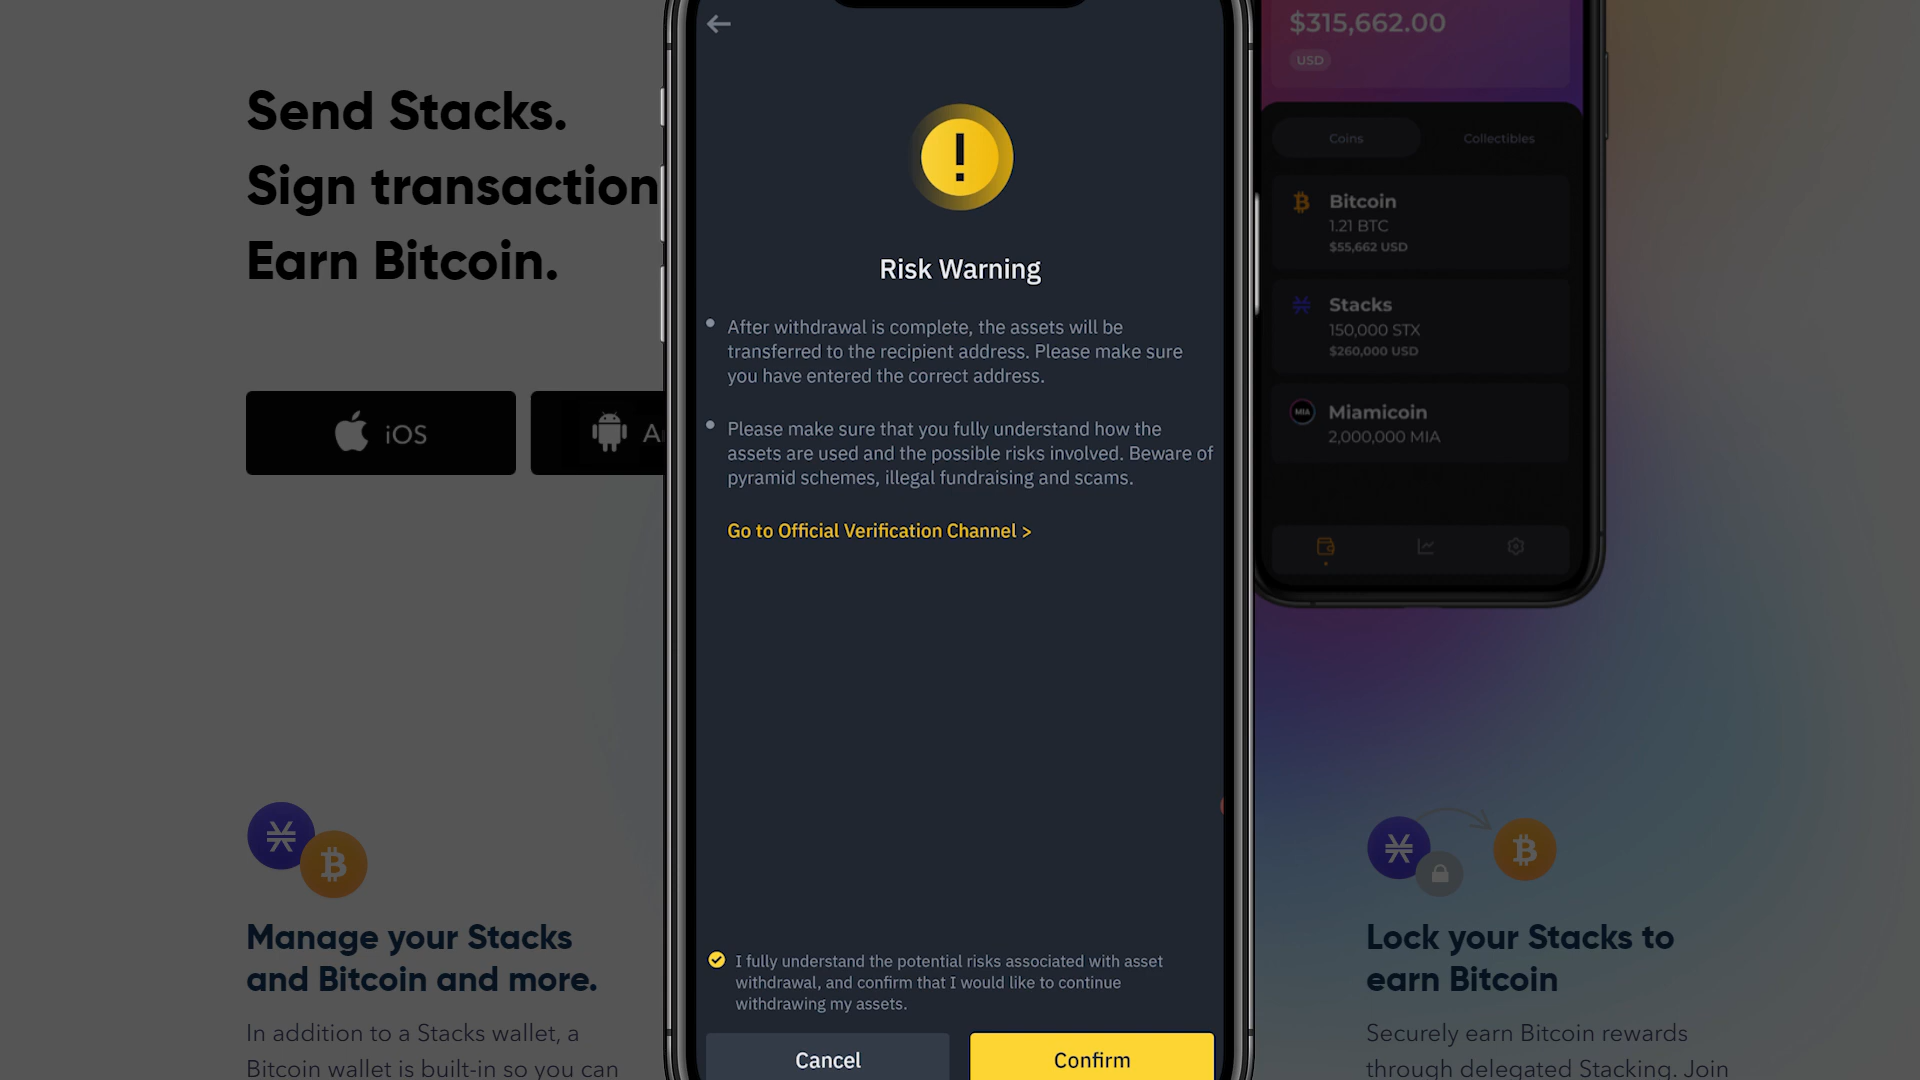 Send Stacks.
Sign transaction
Earn Bitcoin.
iOS
Manage your Stacks
and Bitcoin and more.
In addition to a Stacks wallet, a
Bitcoin wallet is built-in so you can
Risk Warning
After withdrawal is complete, the assets will be
transferred to the recipient address. Please make sure
you have entered the correct address.
Please make sure that you fully understand how the
assets are used and the possible risks involved. Beware of
pyramid schemes, illegal fundraising and scams.
Go to Official Verification Channel >
I fully understand the potential risks associated with asset
withdrawal, and confirm that I would like to continue
withdrawing my assets.
Cancel
Confirm
$315,662.00
USD
Coins
Collectibles
Bitcoin
1.21 BTC
$55,662 USD
Stacks
150,000 STX
$260,000 USD
MIA
Miamicoin
2,000,000 MIA
Lock your Stacks to
earn Bitcoin
Securely earn Bitcoin rewards
through delegated Stacking. Join